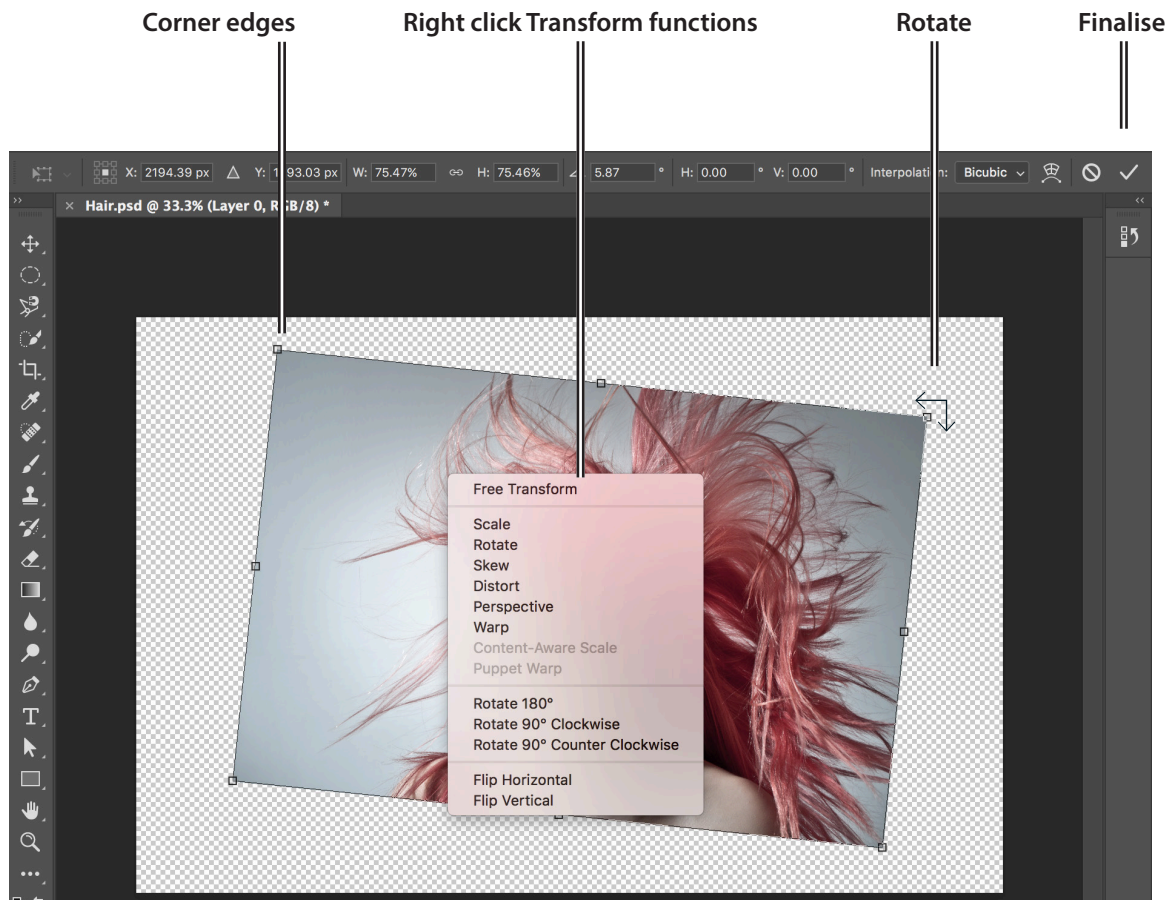 Corner edges Right click Transform functions Rotate Finalise
X: 2194.39 px Y: 1 93.03 px W: 75.47% H: 75.46% 5.87 ° H: 0.00 ° V: 0.00 ° Interpolation: Bicubic
>> × Hair.psd @ 33.3% (Layer 0, RGB/8) * <<
Free Transform
Scale
Rotate
Skew
Distort
Perspective
Warp
Content-Aware Scale
Puppet Warp
Rotate 180°
Rotate 90° Clockwise
Rotate 90° Counter Clockwise
Flip Horizontal
Flip Vertical